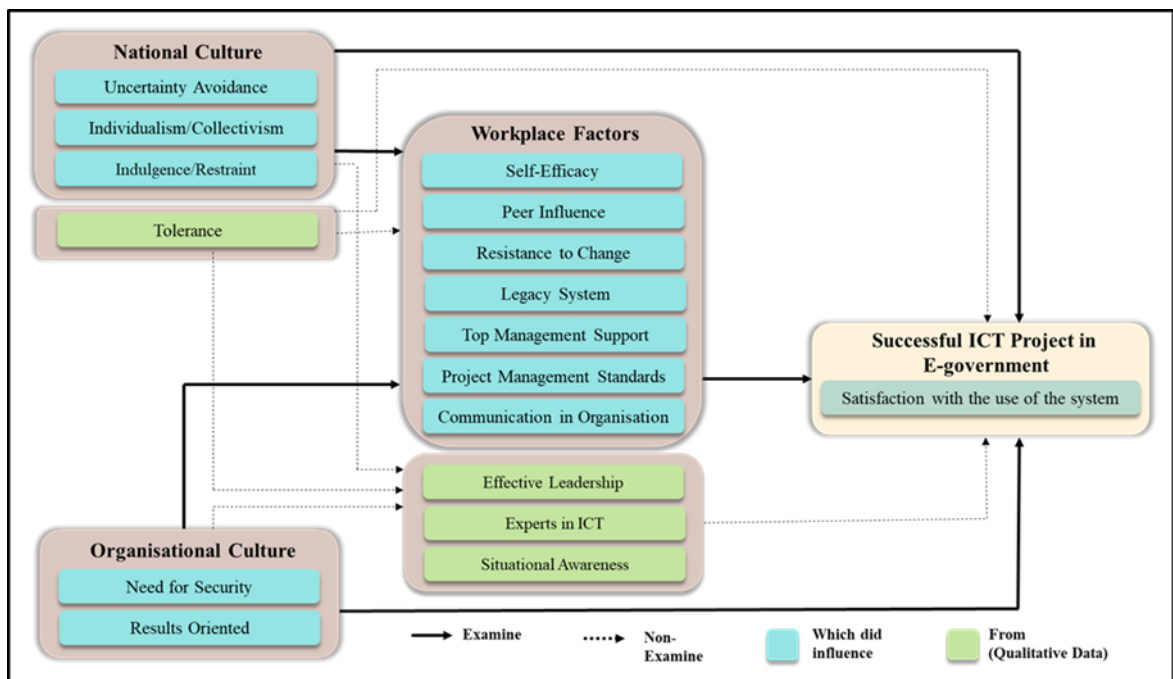 National Culture
Uncertainty Avoidance
Individualism/Collectivism
Indulgence/Restraint
Tolerance
Workplace Factors
Self-Efficacy
Peer Influence
Resistance to Change
Legacy System
Top Management Support
Project Management Standards
Communication in Organisation
Effective Leadership
Experts in ICT
Situational Awareness
Successful ICT Project in
E-government
Satisfaction with the use of the system
Organisational Culture
Need for Security
Results Oriented
Examine
Non-
Examine
Which did
influence
From
(Qualitative Data)